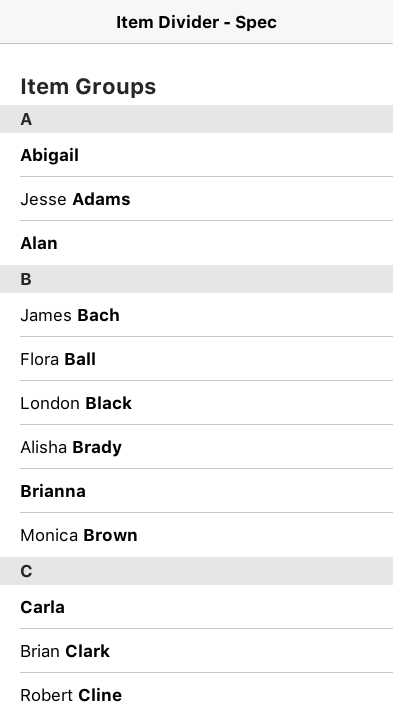 Item Divider - Spec
Item Groups
A
Abigail
Jesse Adams
Alan
B
James Bach
Flora Ball
London Black
Alisha Brady
Brianna
Monica Brown
C
Carla
Brian Clark
Robert Cline